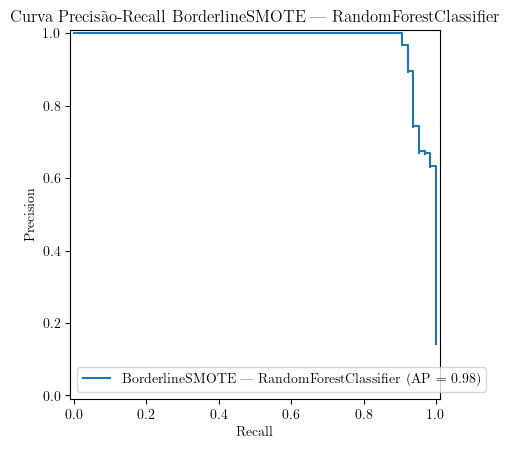 Curva Precisão-Recall BorderlineSMOTE — RandomForestClassifier
1.0
0.8
0.6
0.4
0.2
0.0
Precision
BorderlineSMOTE — RandomForestClassifier (AP = 0.98)
0.0 0.2 0.4 0.6 0.8 1.0
Recall